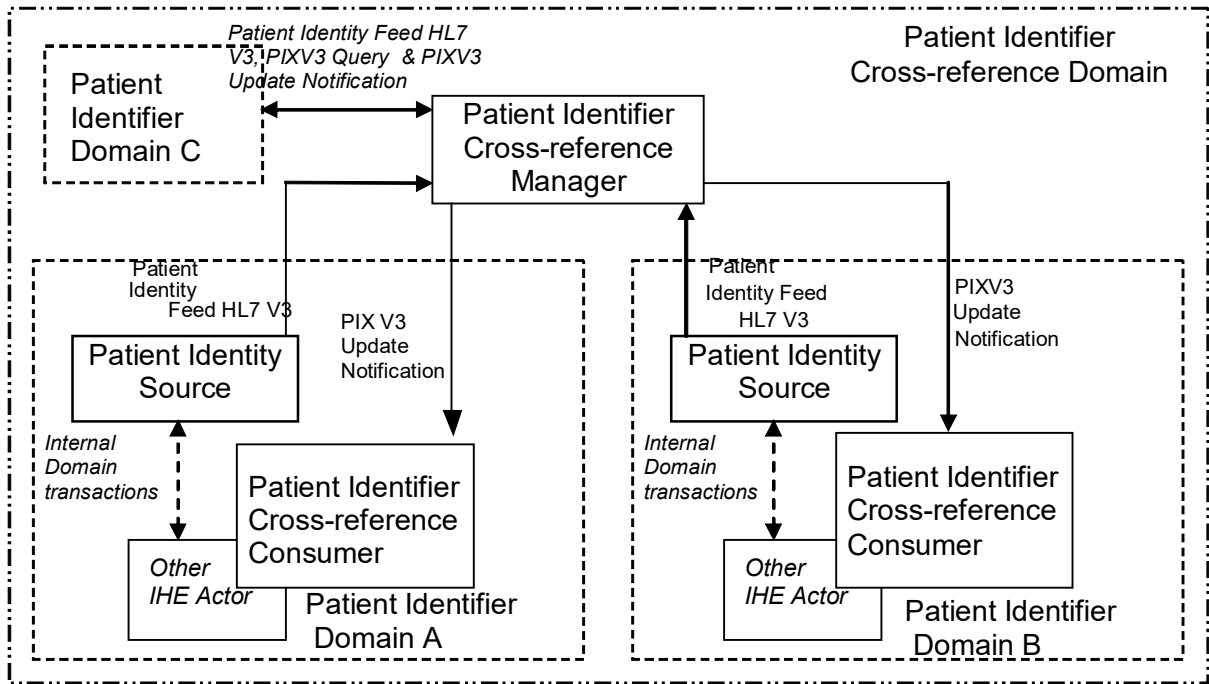 Patient Identity Feed HL7
V3, PIXV3 Query & PIXV3
Update Notification
Patient Identifier
Cross-reference Domain
Patient
Identifier
Domain C
Patient Identifier
Cross-reference
Manager
Patient
Identity
Feed HL7 V3
PIX V3
Update
Notification
Patient Identity
Source
Internal
Domain
transactions
Patient Identifier
Cross-reference
Consumer
Other
IHE Actor
Patient Identifier
Domain A
Patient
Identity Feed
HL7 V3
PIXV3
Update
Notification
Patient Identity
Source
Internal
Domain
transactions
Patient Identifier
Cross-reference
Consumer
Other
IHE Actor
Patient Identifier
Domain B